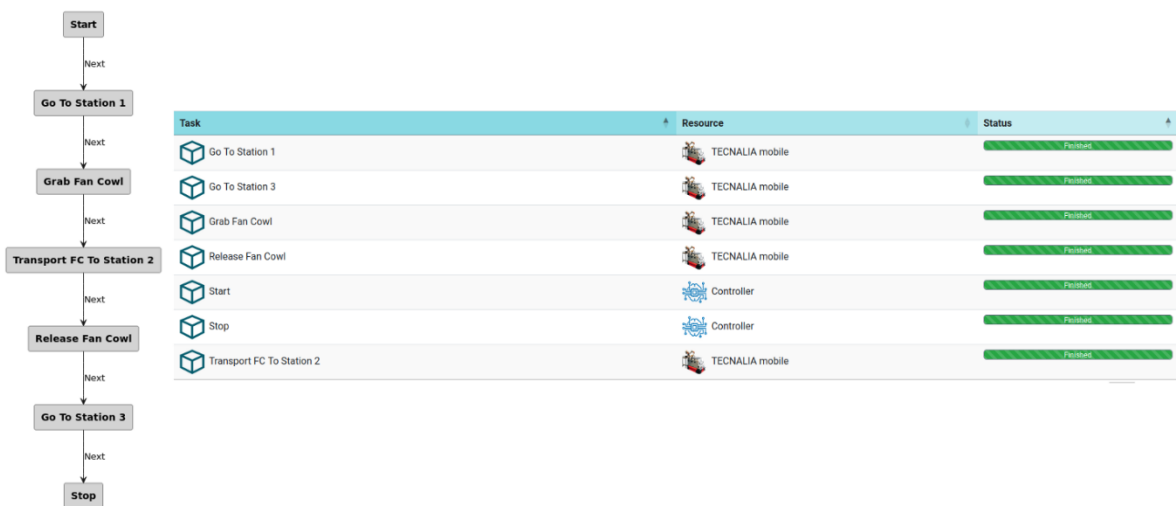 Start
Next
Go To Station 1
Next
Grab Fan Cowl
Next
Transport FC To Station 2
Next
Release Fan Cowl
Next
Go To Station 3
Next
Stop
Task Resource Status
Go To Station 1 TECNALIA mobile Finished
Go To Station 3 TECNALIA mobile Finished
Grab Fan Cowl TECNALIA mobile Finished
Release Fan Cowl TECNALIA mobile Finished
Start Controller Finished
Stop Controller Finished
Transport FC To Station 2 TECNALIA mobile Finished